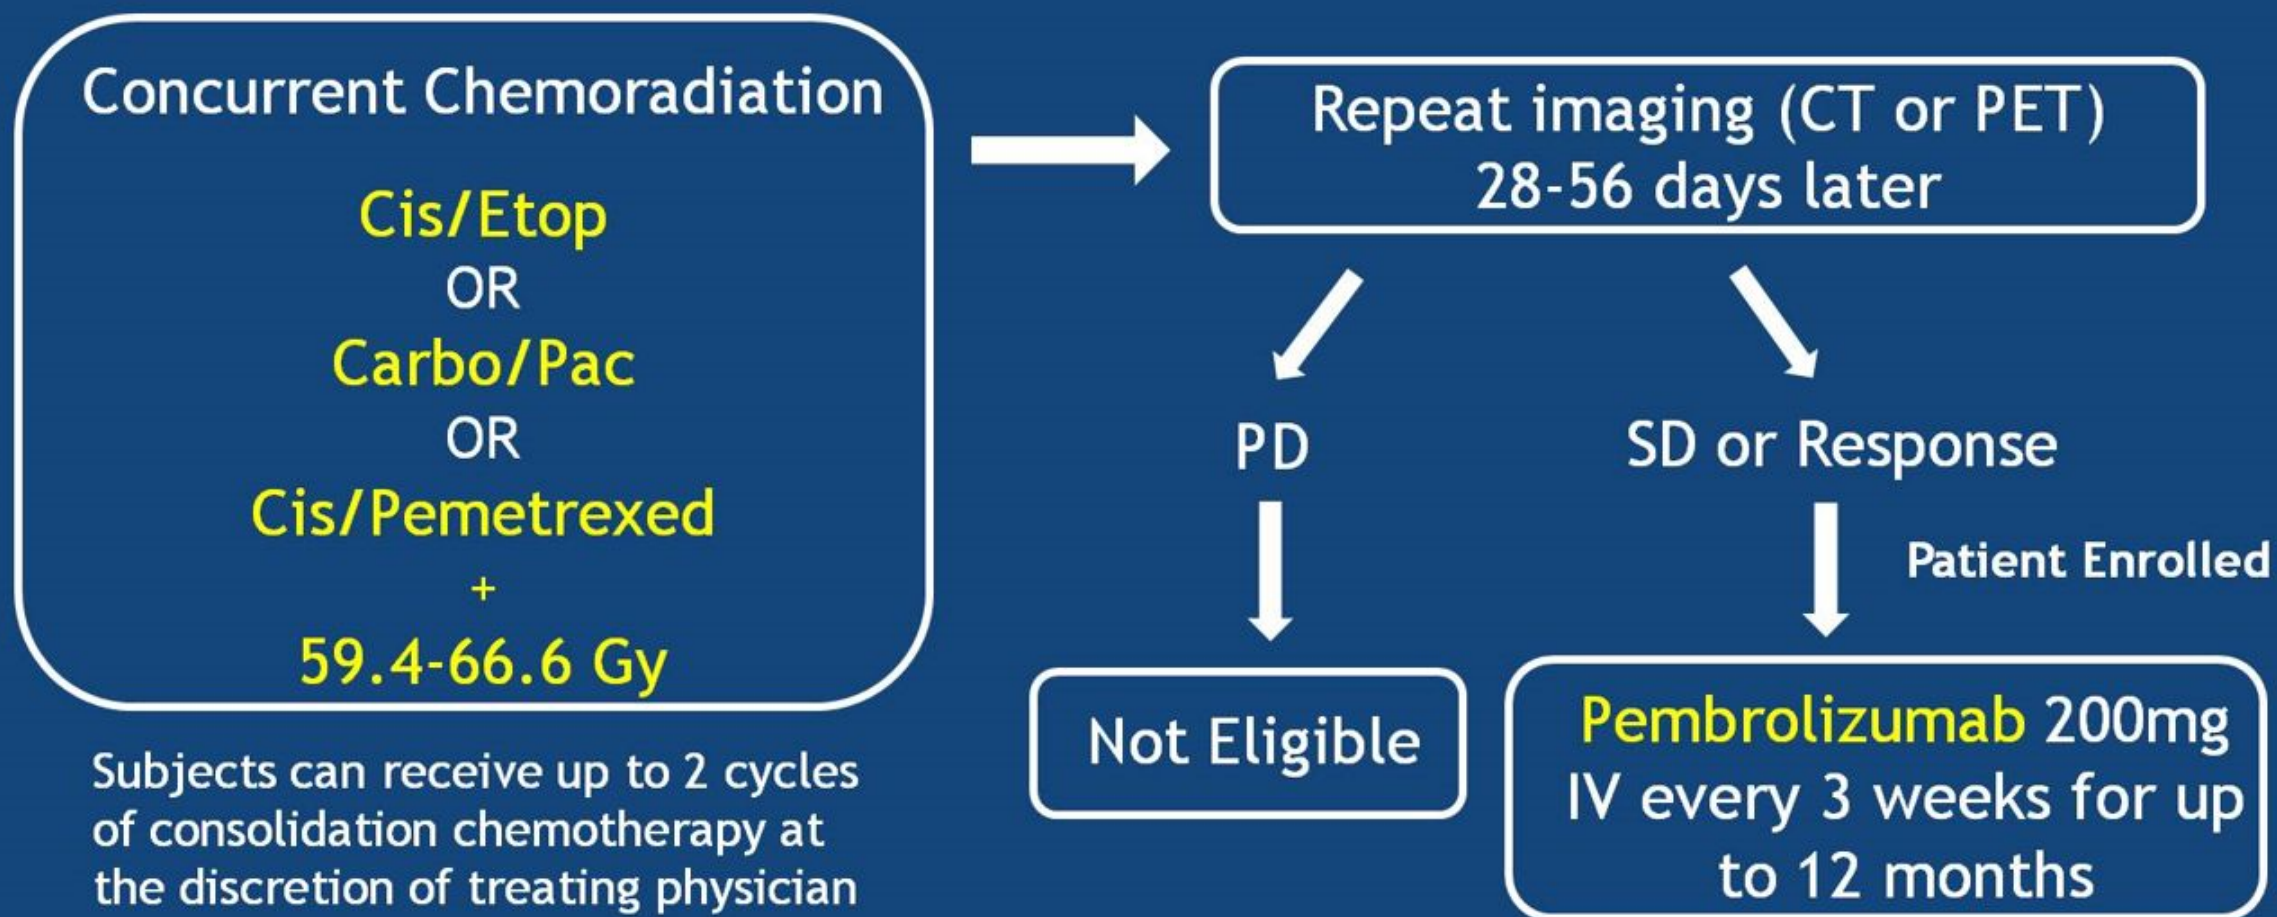 Concurrent Chemoradiation
Cis/Etop
OR
Carbo/Pac
OR
Cis/Pemetrexed
+
59.4-66.6 Gy
Subjects can receive up to 2 cycles
of consolidation chemotherapy at
the discretion of treating physician
Repeat imaging (CT or PET)
28-56 days later
PD
SD or Response
Patient Enrolled
Not Eligible
Pembrolizumab 200mg
IV every 3 weeks for up
to 12 months